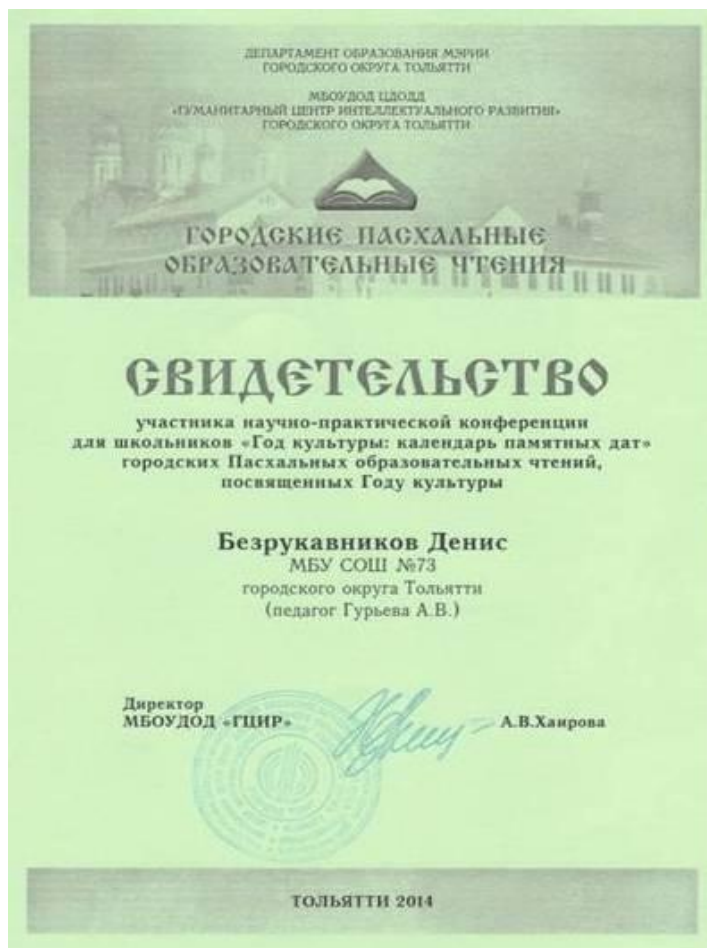 ДЕПАРТАМЕНТ ОБРАЗОВАНИЯ МЭРИИ
ГОРОДСКОГО ОКРУГА ТОЛЬЯТТИ
МБОУДОД ЦДОДД
«ГУМАНИТАРНЫЙ ЦЕНТР ИНТЕЛЛЕКТУАЛЬНОГО РАЗВИТИЯ»
ГОРОДСКОГО ОКРУГА ТОЛЬЯТТИ
ГОРОДСКИЕ ПАСХАЛЬНЫЕ
ОБРАЗОВАТЕЛЬНЫЕ ЧТЕНИЯ
СВИДЕТЕЛЬСТВО
участника научно-практической конференции
для школьников «Год культуры: календарь памятных дат»
городских Пасхальных образовательных чтений,
посвященных Году культуры
Безрукавников Денис
МБУ СОШ №73
городского округа Тольятти
(педагог Гурьева А.В.)
Директор
МБОУДОД «ГЦИР»
А.В.Хаирова
ТОЛЬЯТТИ 2014